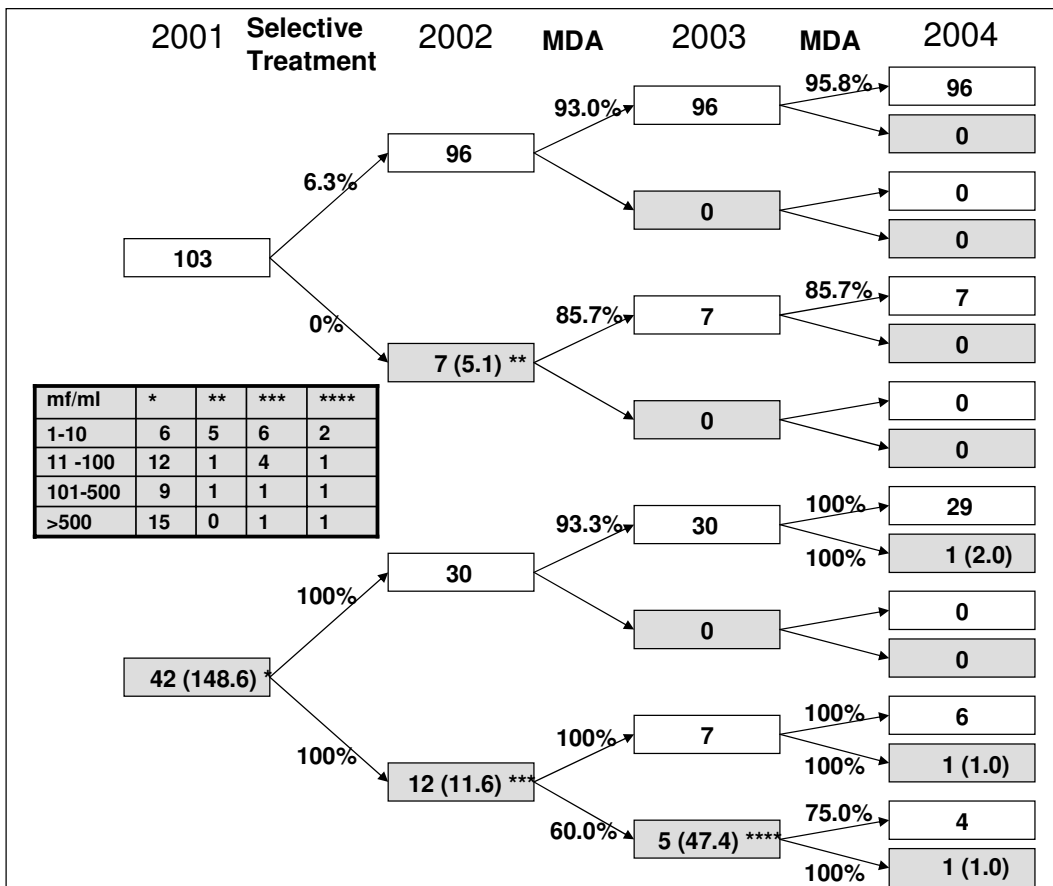 2001 Selective Treatment 2002 MDA 2003 MDA 2004
95.8% 96
93.0% 96
0
96
6.3%
0
0
0
103
0%
85.7% 7
85.7% 7
0
7 (5.1) **
0
0
0
mf/ml * ** *** ****
1-10 6 5 6 2
11 -100 12 1 4 1
101-500 9 1 1 1
>500 15 0 1 1
100% 29
93.3% 30
100% 1 (2.0)
30
100%
0
0
0
42 (148.6) *
100%
100% 6
100% 7
100% 1 (1.0)
12 (11.6) ***
60.0%
75.0% 4
5 (47.4) ****
100% 1 (1.0)